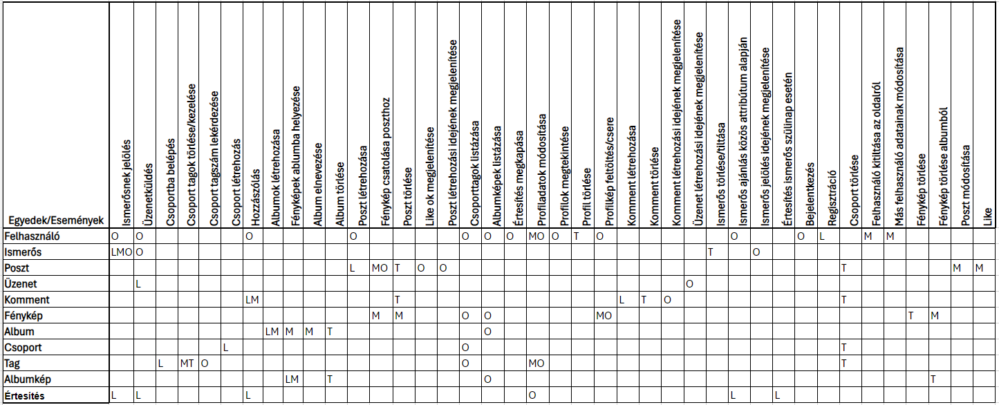 Egyedek/Események
Ismerősnek jelölés
Üzenetküldés
Csoportba belépés
Csoport tagok törlése/kezelése
Csoport tagszám lekérdezése
Csoport létrehozás
Hozzászólás
Albumok létrehozása
Fényképek ablumba helyezése
Album elnevezése
Album törlése
Poszt létrehozása
Fénykép csatolása poszthoz
Poszt törlése
Like ok megjelenítése
Poszt létrehozási idejének megjelenítése
Csoporttagok listázása
Albumképek listázása
Értesítés megkapása
Profiladatok módosítása
Profilok megtekintése
Profil törlése
Profilkép feltöltés/csere
Komment létrehozása
Komment törlése
Komment létrehozási idejének megjelenítése
Üzenet létrehozási idejének megjelenítése
Ismerős törlése/tiltása
Ismerős ajánlás közös attribútum alapján
Ismerős jelölés idejének megjelenítése
Értesítés ismerős szülinap esetén
Bejelentkezés
Regisztráció
Csoport törlése
Felhasználó kitiltása az oldalról
Más felhasználó adatainak módosítása
Fénykép törlése
Fénykép törlése albumból
Poszt módosítása
Like
Felhasználó O O O O O O O MO O T O O O L M M
Ismerős LMO O T O
Poszt L MO T O O T M M
Üzenet L O
Komment LM T L T O T
Fénykép M M O O MO T M
Album LM M M T O
Csoport L O T
Tag L MT O O MO T
Albumkép LM T O T
Értesítés L L L O L L